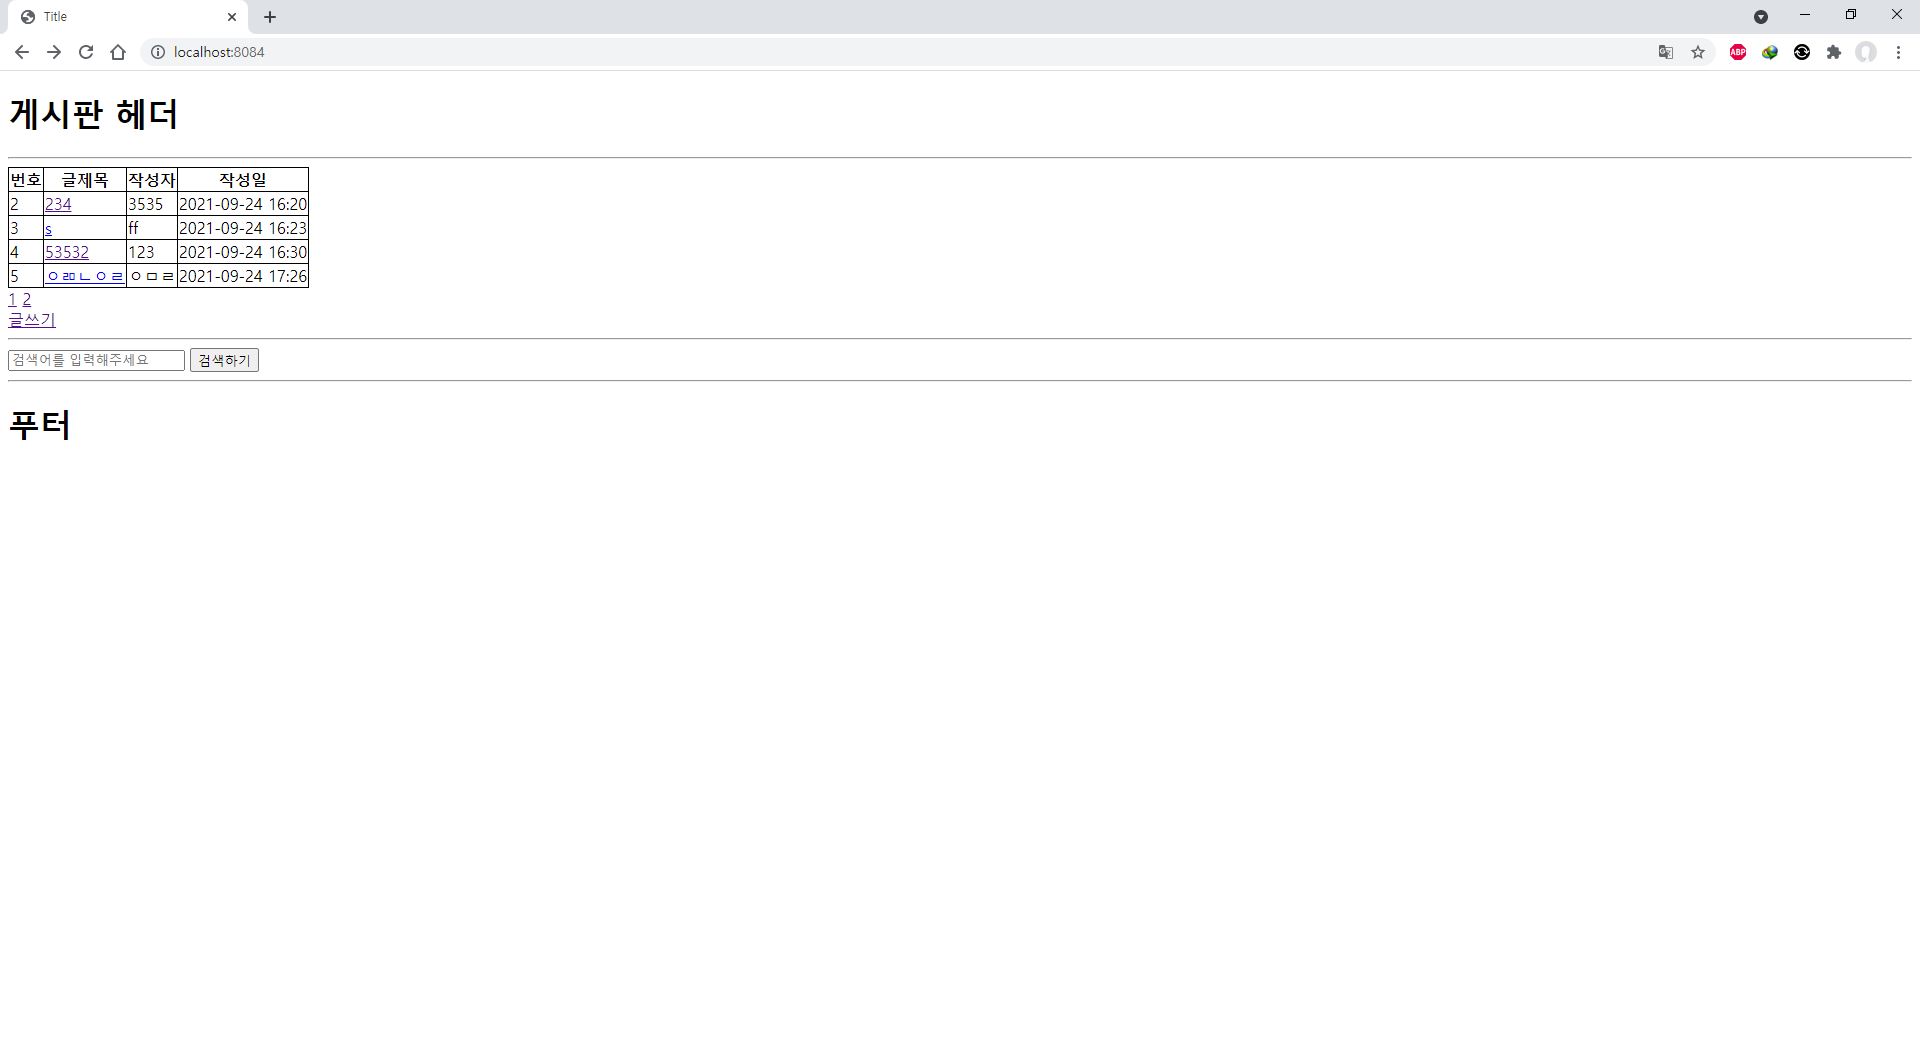 Title
localhost:8084
ABP
게시판 헤더
번호 글제목 작성자 작성일
2 234 3535 2021-09-24 16:20
3 s ff 2021-09-24 16:23
4 53532 123 2021-09-24 16:30
5 ㅇㄻㄴㅇㄹ ㅇㅁㄹ 2021-09-24 17:26
1 2
글쓰기
검색어를 입력해주세요 검색하기
푸터